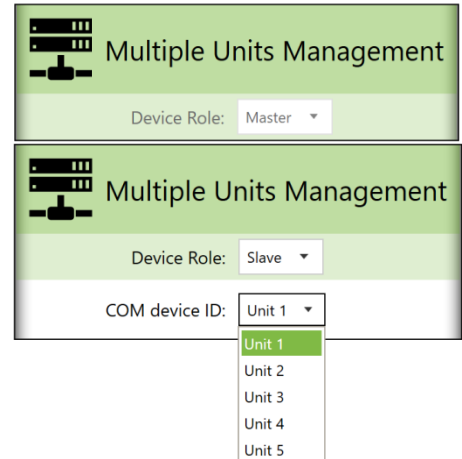 Multiple Units Management
Device Role: Master
Multiple Units Management
Device Role: Slave
COM device ID: Unit 1
Unit 1
Unit 2
Unit 3
Unit 4
Unit 5